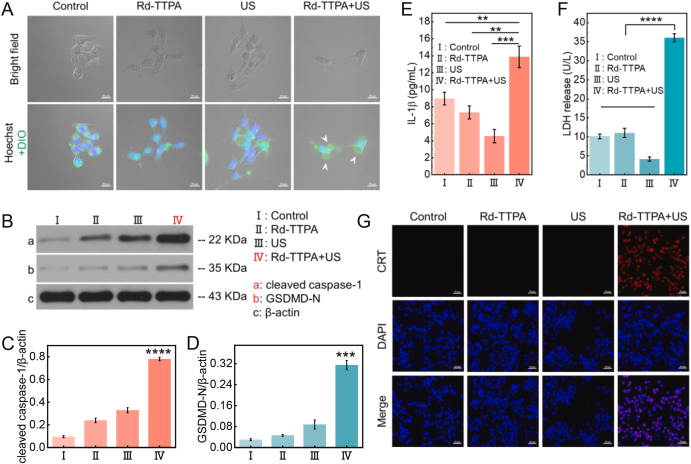 A
Control
Rd-TTPA
US
Rd-TTPA+US
Bright field
Hoechst
+DIO
B
I
II
III
IV
a
-- 22 KDa
b
-- 35 KDa
c
-- 43 KDa
I : Control
II : Rd-TTPA
III : US
IV : Rd-TTPA+US
a: cleaved caspase-1
b: GSDMD-N
c: β-actin
C
cleaved caspase-1/β-actin
0.8
0.6
0.4
0.2
0.0
****
I
II
III
IV
D
GSDMD-N/β-actin
0.32
0.24
0.16
0.08
0.00
***
I
II
III
IV
E
IL-1β (pg/mL)
18
16
14
12
10
8
6
4
2
0
**
**
***
I : Control
II : Rd-TTPA
III : US
IV : Rd-TTPA+US
I
II
III
IV
F
LDH release (U/L)
40
35
30
25
20
15
10
5
0
****
I : Control
II : Rd-TTPA
III : US
IV : Rd-TTPA+US
I
II
III
IV
G
Control
Rd-TTPA
US
Rd-TTPA+US
CRT
DAPI
Merge